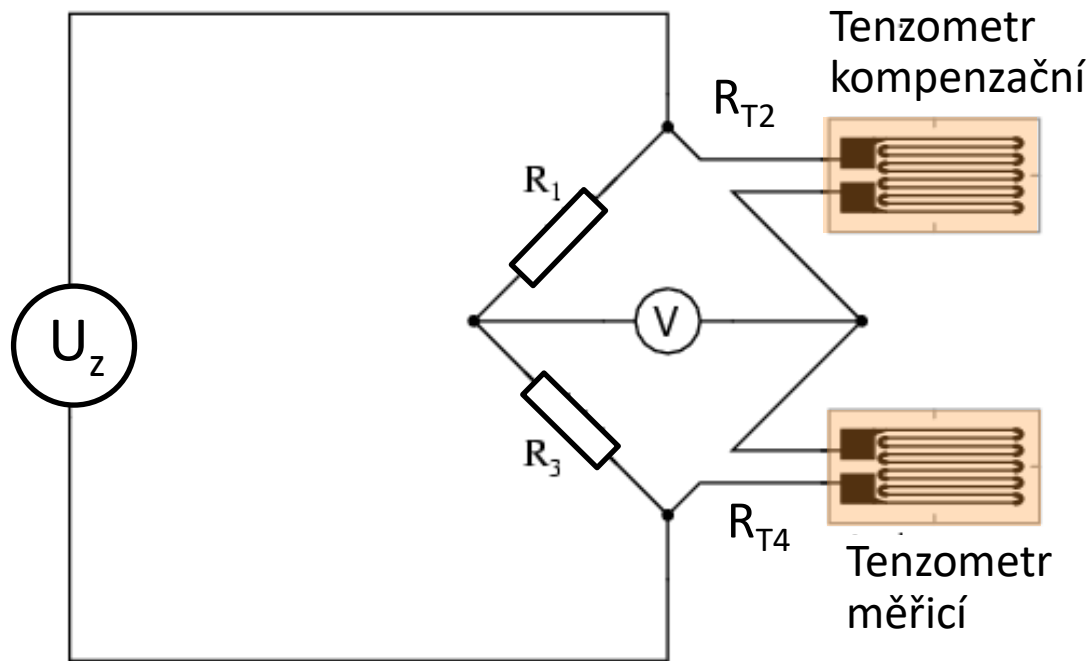 Tenzometr
kompenzační
R_T2
R_1
U_z
V
R_3
R_T4
Tenzometr
měřicí